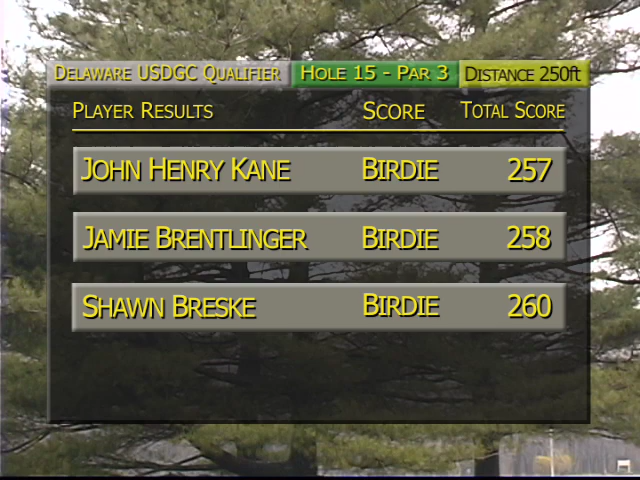 Delaware USDGC Qualifier Hole 15 - Par 3 Distance 250ft
Player Results Score Total Score
John Henry Kane Birdie 257
Jamie Brentlinger Birdie 258
Shawn Breske Birdie 260